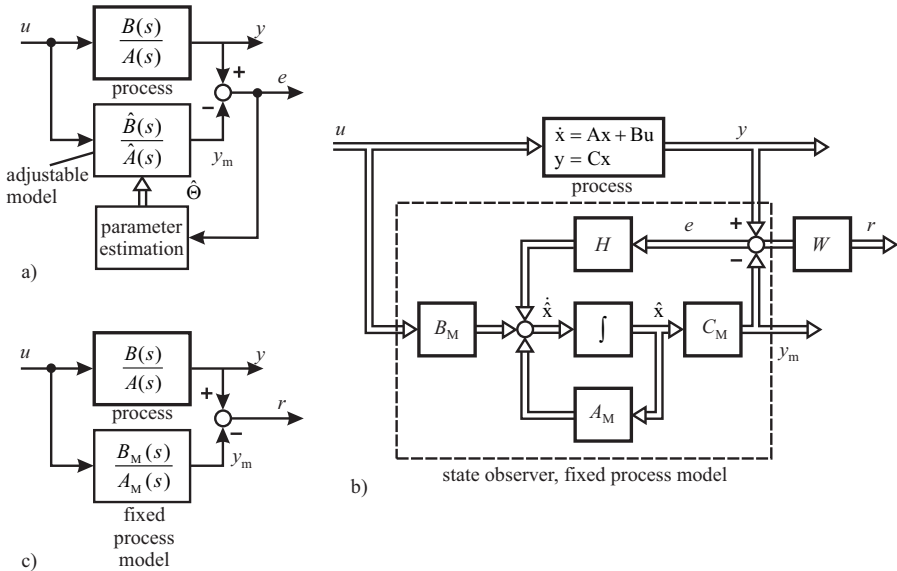 u
B(s)
A(s)
y
process
+
−
e
B̂(s)
Â(s)
y_m
adjustable
model
Θ̂
parameter
estimation
a)
u
B(s)
A(s)
y
process
+
−
r
B_M(s)
A_M(s)
y_m
fixed
process
model
c)
u
ẋ = Ax + Bu
y = Cx
y
process
+
−
e
H
W
r
B_M
x̂̇
∫
x̂
C_M
y_m
A_M
state observer, fixed process model
b)